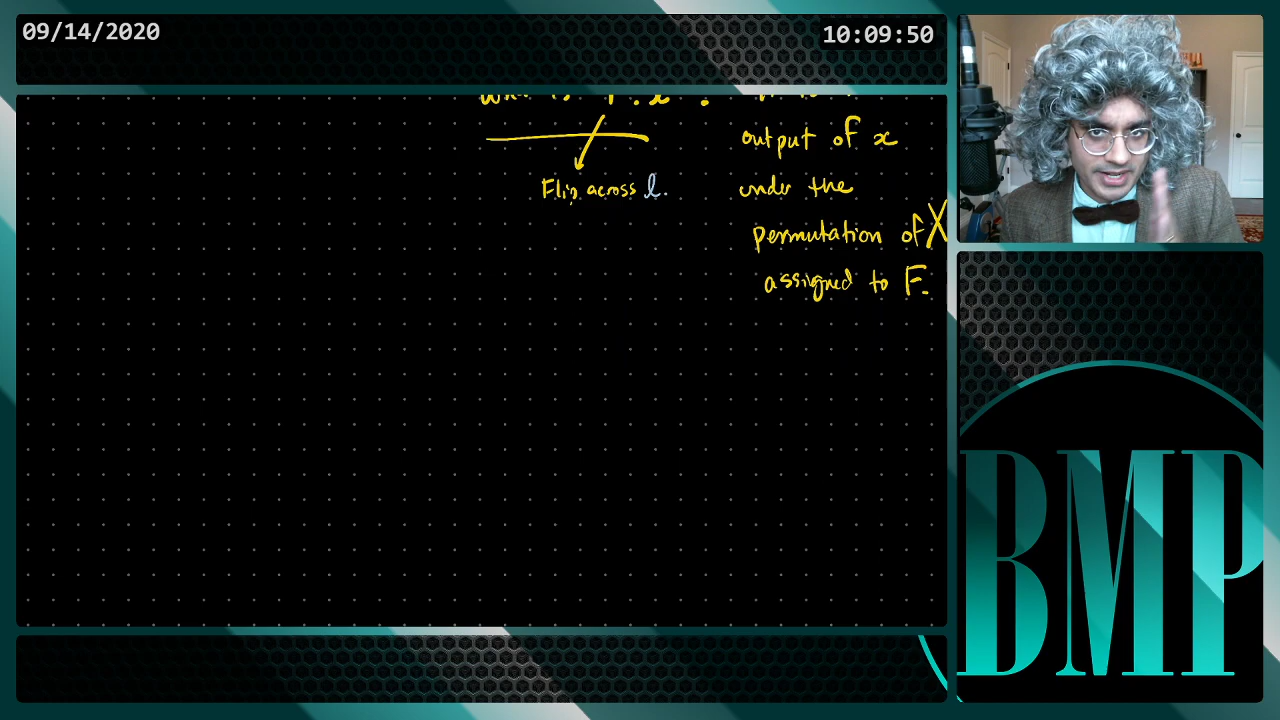 09/14/2020
10:09:50
output of x
under the
permutation of X
assigned to F.
Flip across l.
BMP